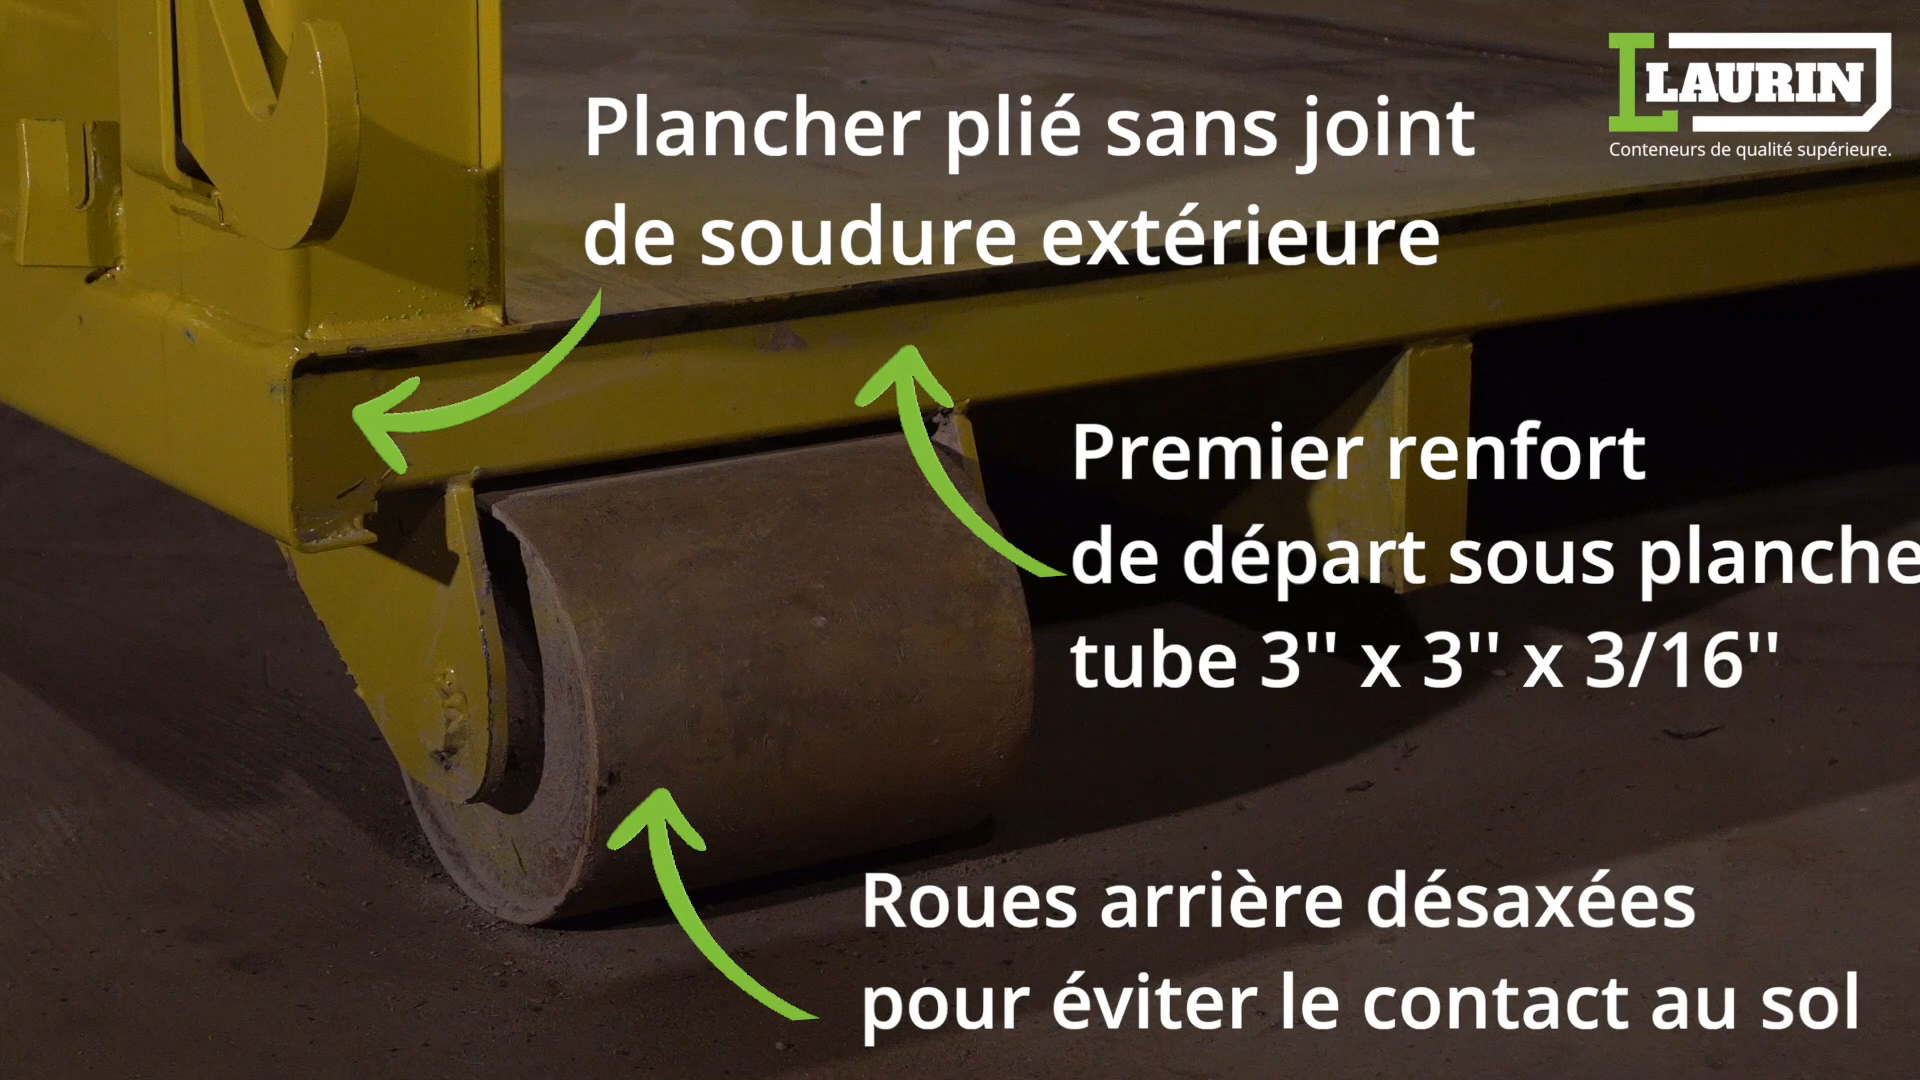 LAURIN
Conteneurs de qualité supérieure.
Plancher plié sans joint
de soudure extérieure
Premier renfort
de départ sous planche
tube 3'' x 3'' x 3/16''
Roues arrière désaxées
pour éviter le contact au sol